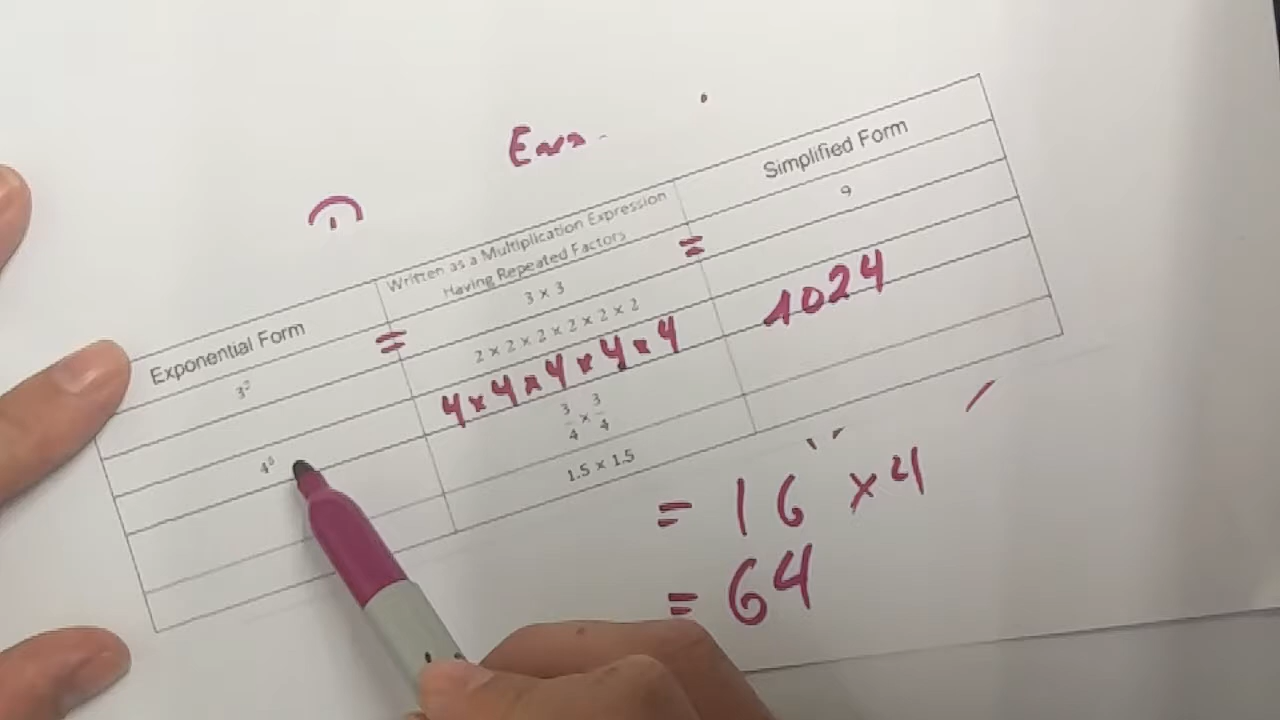 Exponential Form
Written as a Multiplication Expression
Having Repeated Factors
Simplified Form
3²
=
3 × 3
=
9
2 × 2 × 2 × 2 × 2 × 2
4⁵
4 × 4 × 4 × 4 × 4
1024
3/4 × 3/4
1.5 × 1.5
= 16 × 4
= 64